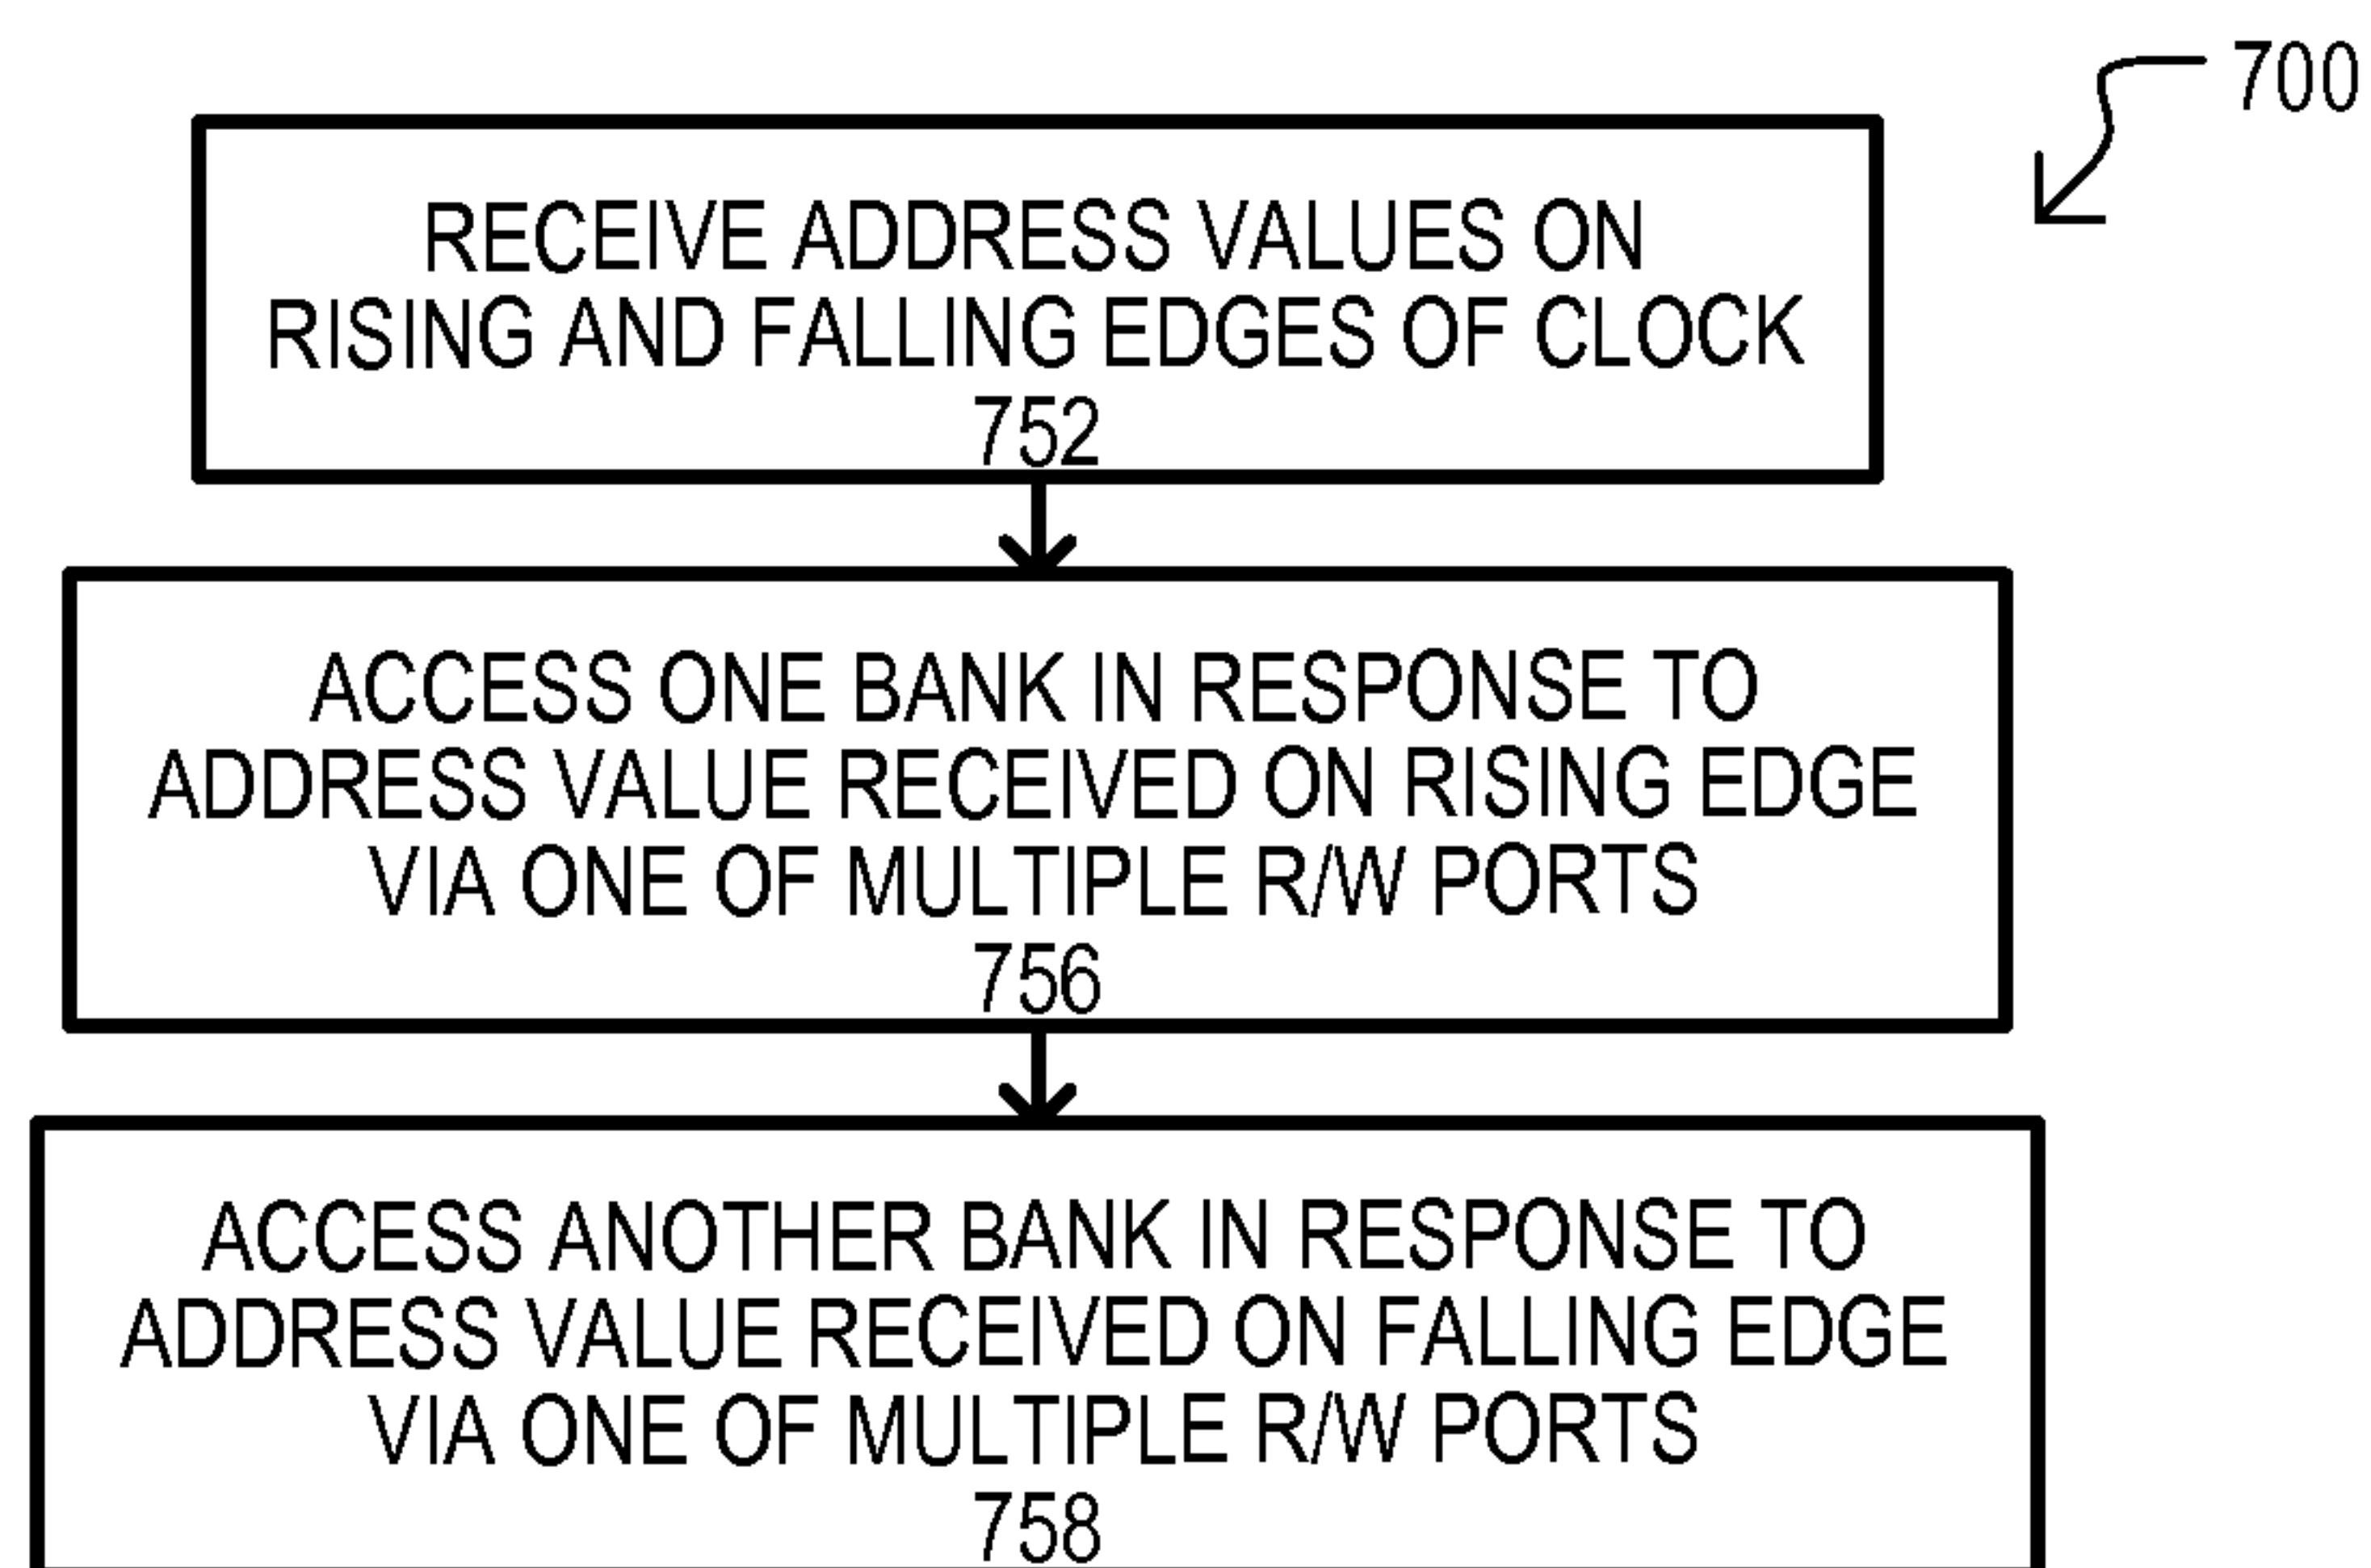 700
RECEIVE ADDRESS VALUES ON
RISING AND FALLING EDGES OF CLOCK
752
ACCESS ONE BANK IN RESPONSE TO
ADDRESS VALUE RECEIVED ON RISING EDGE
VIA ONE OF MULTIPLE R/W PORTS
756
ACCESS ANOTHER BANK IN RESPONSE TO
ADDRESS VALUE RECEIVED ON FALLING EDGE
VIA ONE OF MULTIPLE R/W PORTS
758